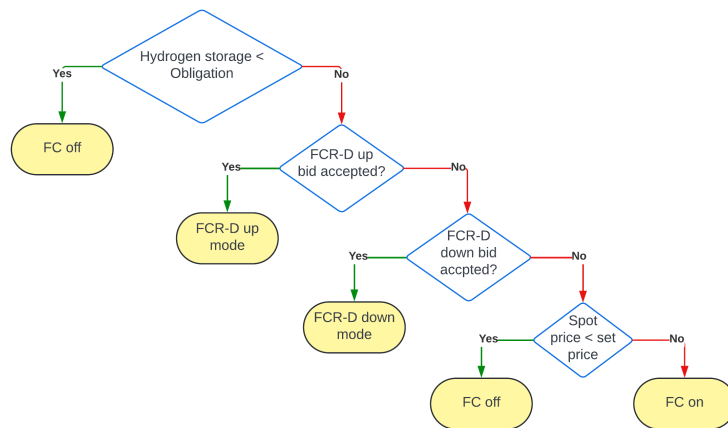 Hydrogen storage <
Obligation
Yes
No
FC off
FCR-D up
bid accepted?
Yes
No
FCR-D up
mode
FCR-D
down bid
accpted?
Yes
No
FCR-D down
mode
Spot
price < set
price
Yes
No
FC off
FC on